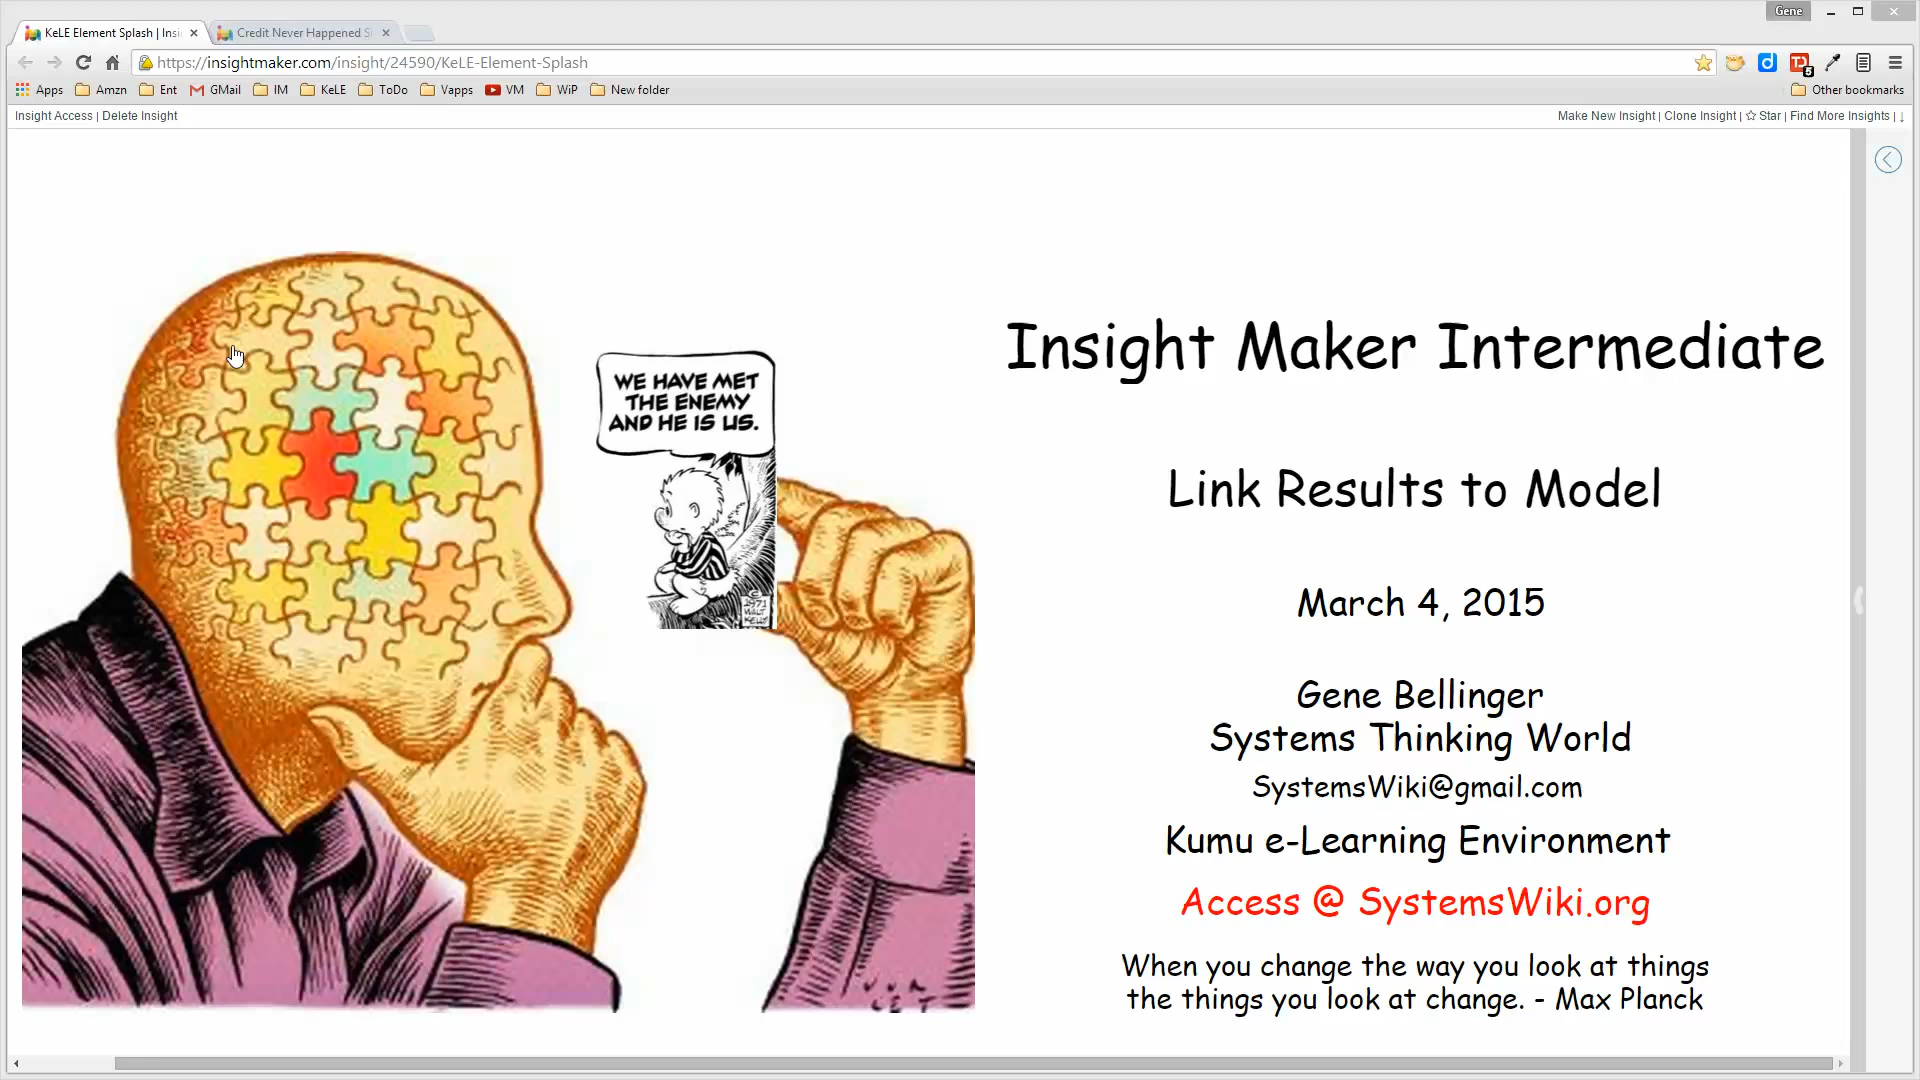 Gene
KeLE Element Splash | Insi
Credit Never Happened Si
https://insightmaker.com/insight/24590/KeLE-Element-Splash
Apps Amzn Ent GMail IM KeLE ToDo Vapps VM WiP New folder Other bookmarks
Insight Access | Delete Insight
Make New Insight | Clone Insight | Star | Find More Insights |
WE HAVE MET
THE ENEMY
AND HE IS US.
©
1971
WALT
KELLY
Insight Maker Intermediate
Link Results to Model
March 4, 2015
Gene Bellinger
Systems Thinking World
SystemsWiki@gmail.com
Kumu e-Learning Environment
Access @ SystemsWiki.org
When you change the way you look at things
the things you look at change. - Max Planck